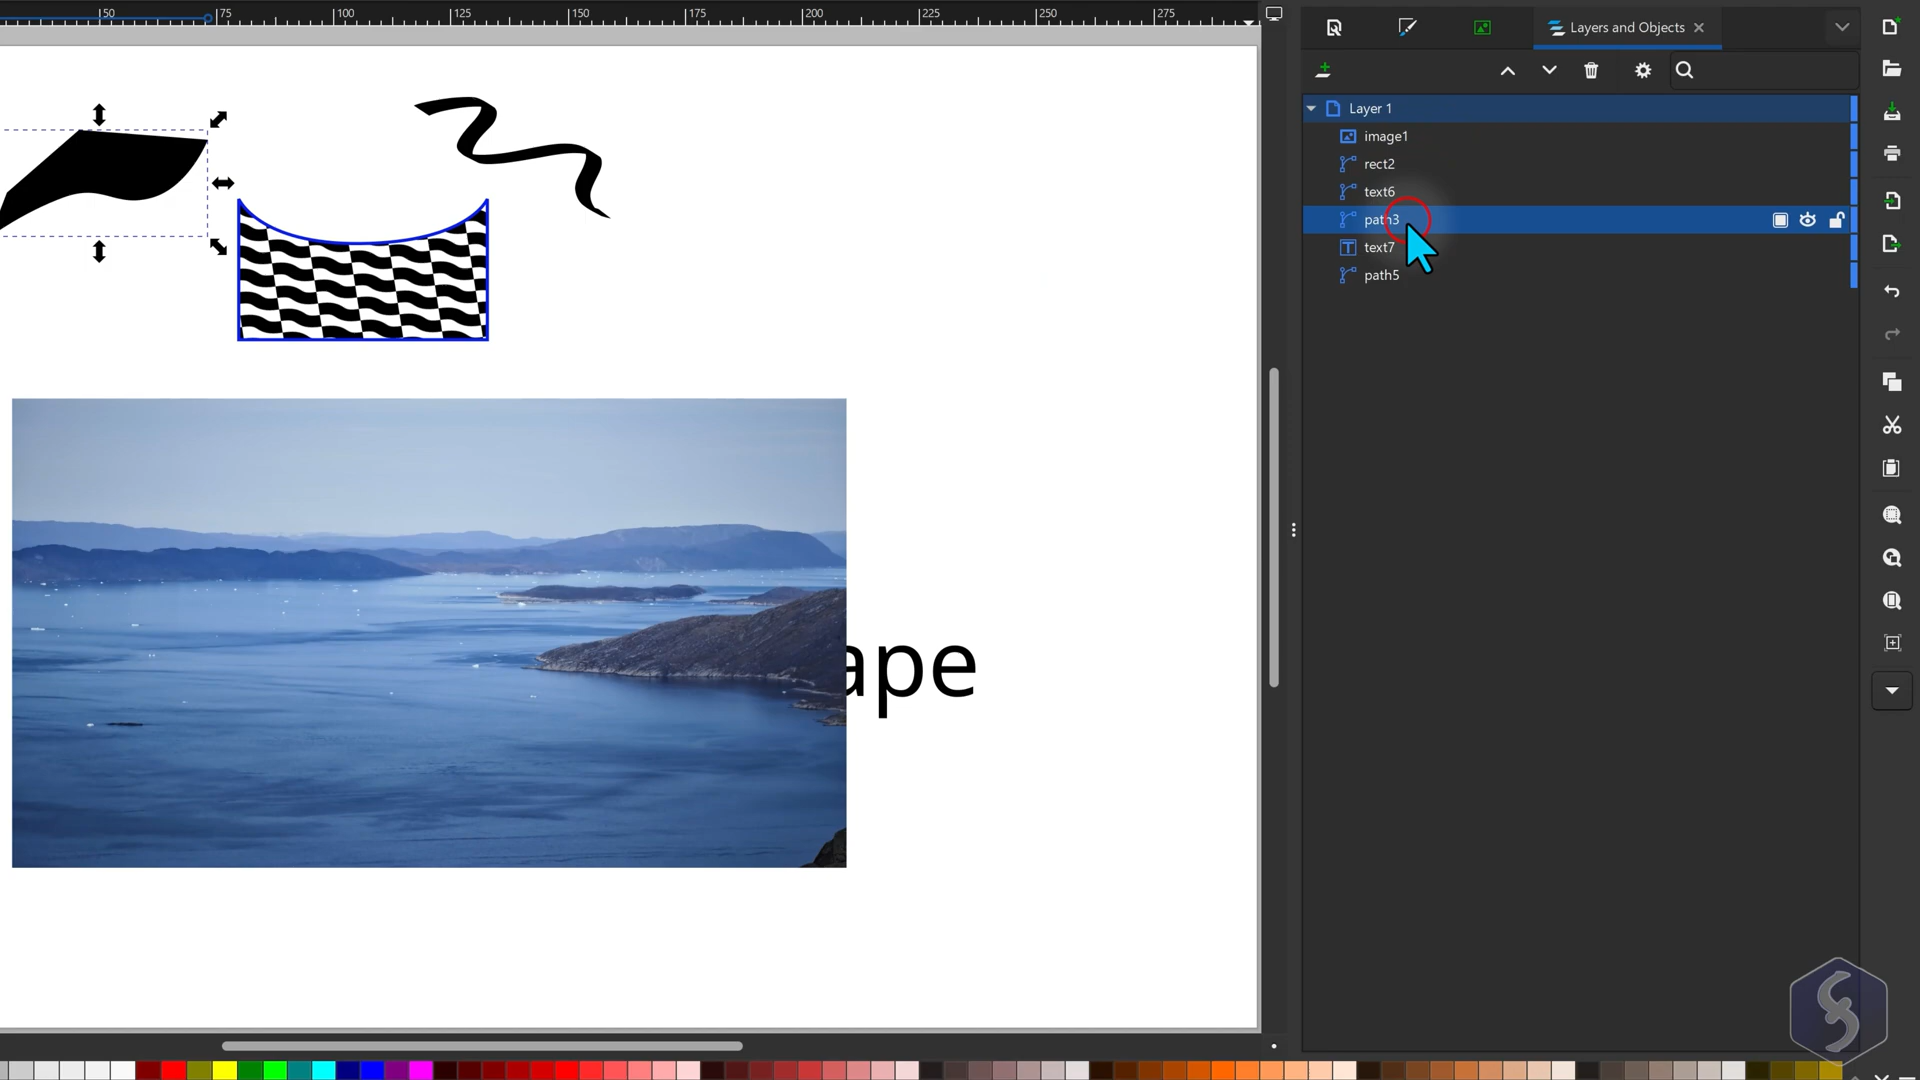 50 75 100 125 150 175 200 225 250 275
Layers and Objects
Layer 1
image1
rect2
text6
path3
text7
path5
ape